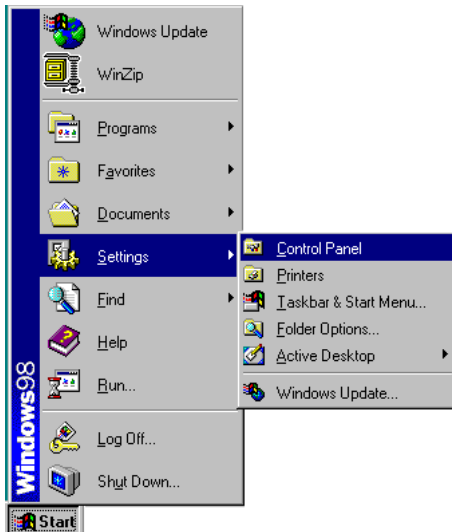 Windows Update
WinZip
Programs
Favorites
Documents
Settings
Find
Help
Run...
Log Off...
Shut Down...
Control Panel
Printers
Taskbar & Start Menu...
Folder Options...
Active Desktop
Windows Update...
Windows98
Start